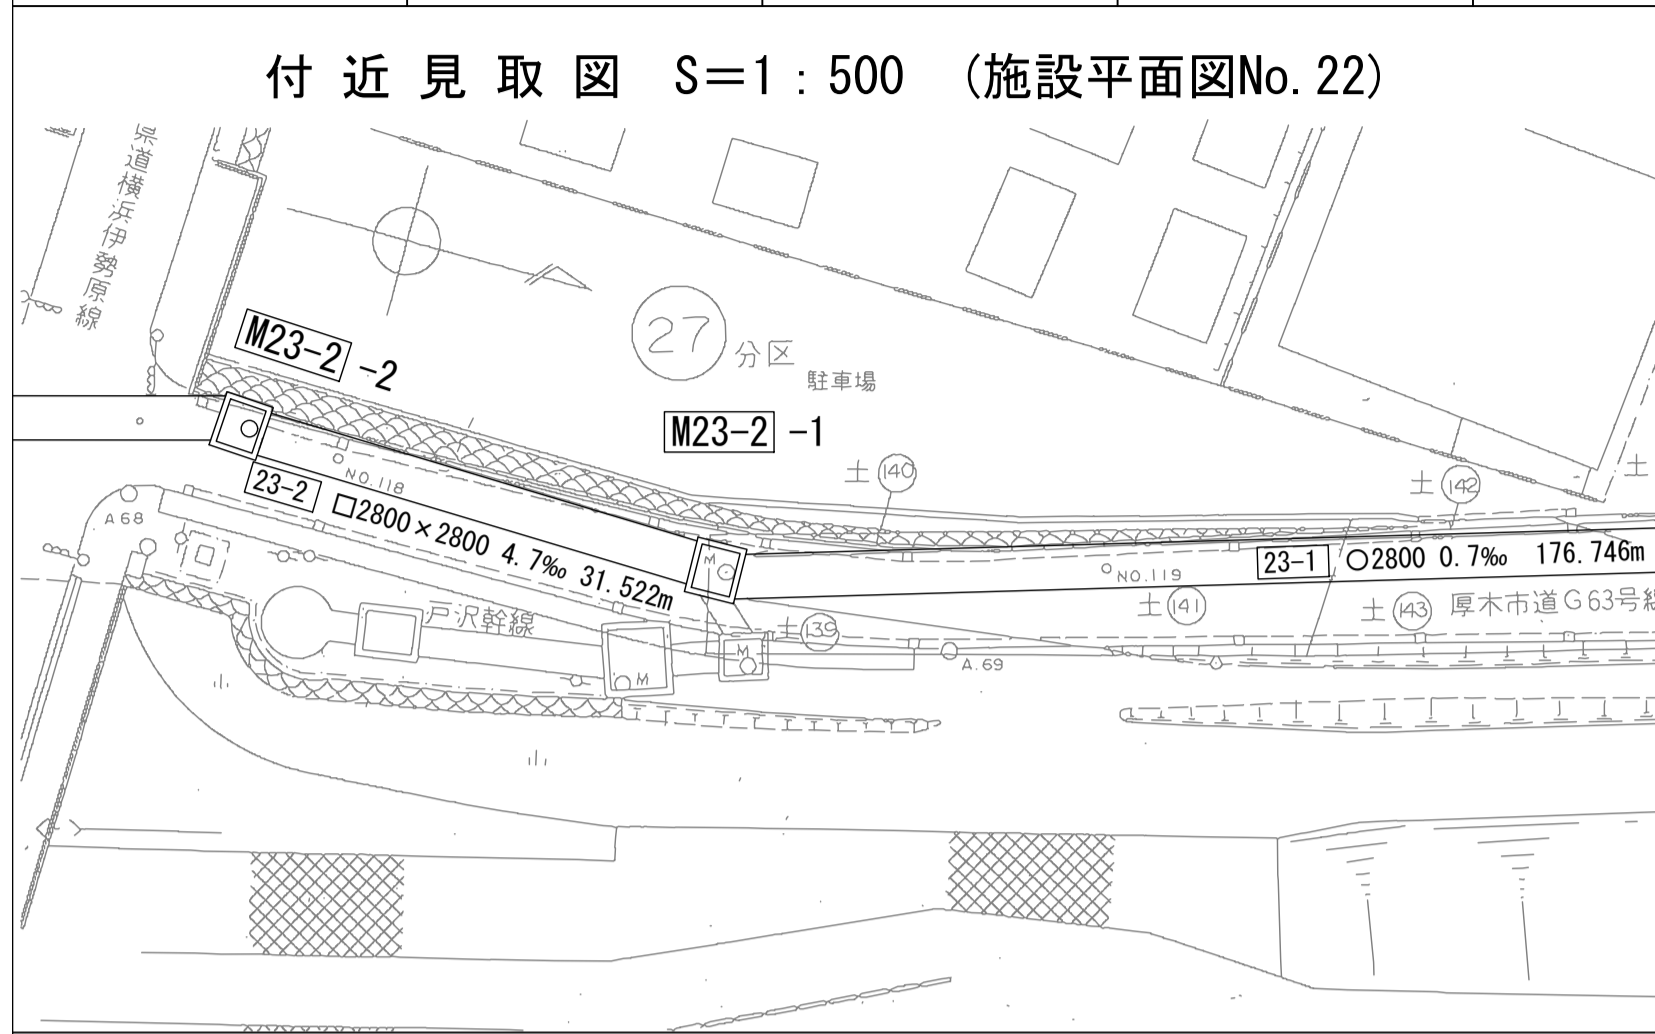 付近見取図 S=1:500 (施設平面図No.22)
県道横浜伊勢原線
M23-2 -2
27 分区
駐車場
M23-2 -1
土 140
土 142
土
NO.118
23-2 □2800×2800 4.7‰ 31.522m
A68
M
23-1 ○2800 0.7‰ 176.746m
NO.119
土 141
土 143
厚木市道G63号線
戸沢幹線
土 139
M
M
A.69